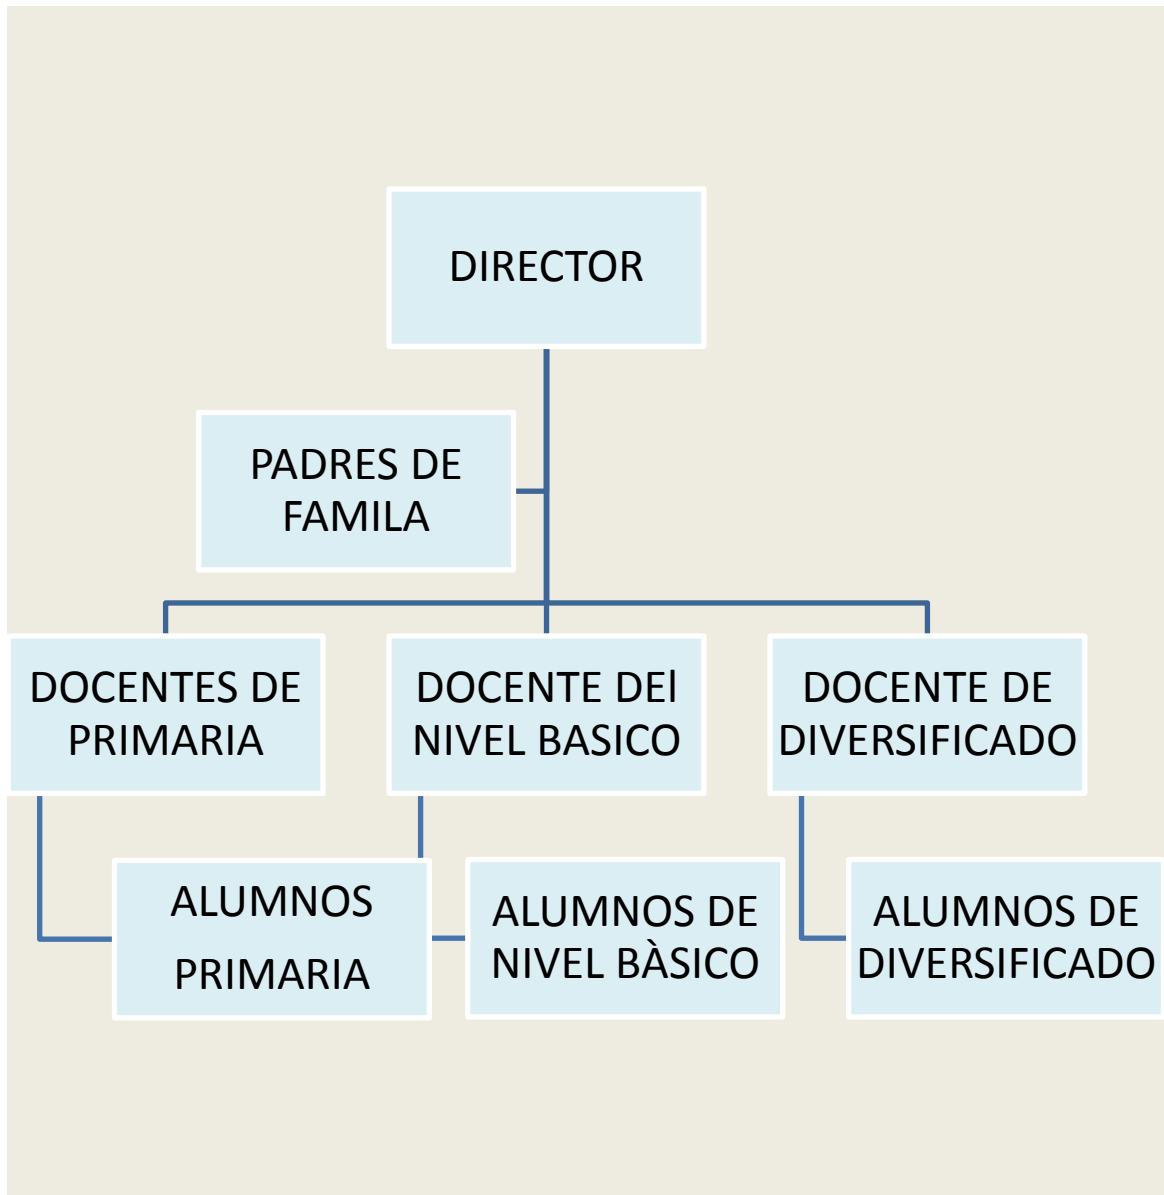 DIRECTOR
PADRES DE
FAMILA
DOCENTES DE
PRIMARIA
DOCENTE DEl
NIVEL BASICO
DOCENTE DE
DIVERSIFICADO
ALUMNOS
PRIMARIA
ALUMNOS DE
NIVEL BÀSICO
ALUMNOS DE
DIVERSIFICADO